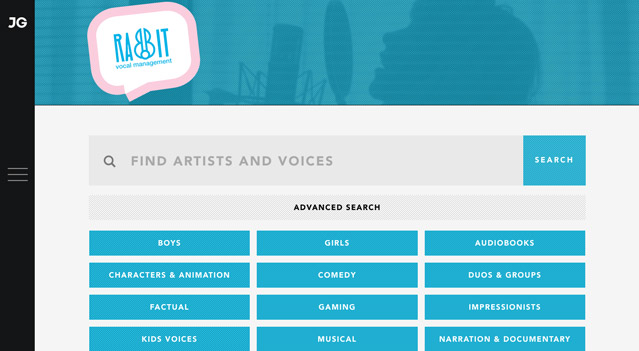 JG
RABBIT
vocal management
FIND ARTISTS AND VOICES
SEARCH
ADVANCED SEARCH
BOYS
GIRLS
AUDIOBOOKS
CHARACTERS & ANIMATION
COMEDY
DUOS & GROUPS
FACTUAL
GAMING
IMPRESSIONISTS
KIDS VOICES
MUSICAL
NARRATION & DOCUMENTARY